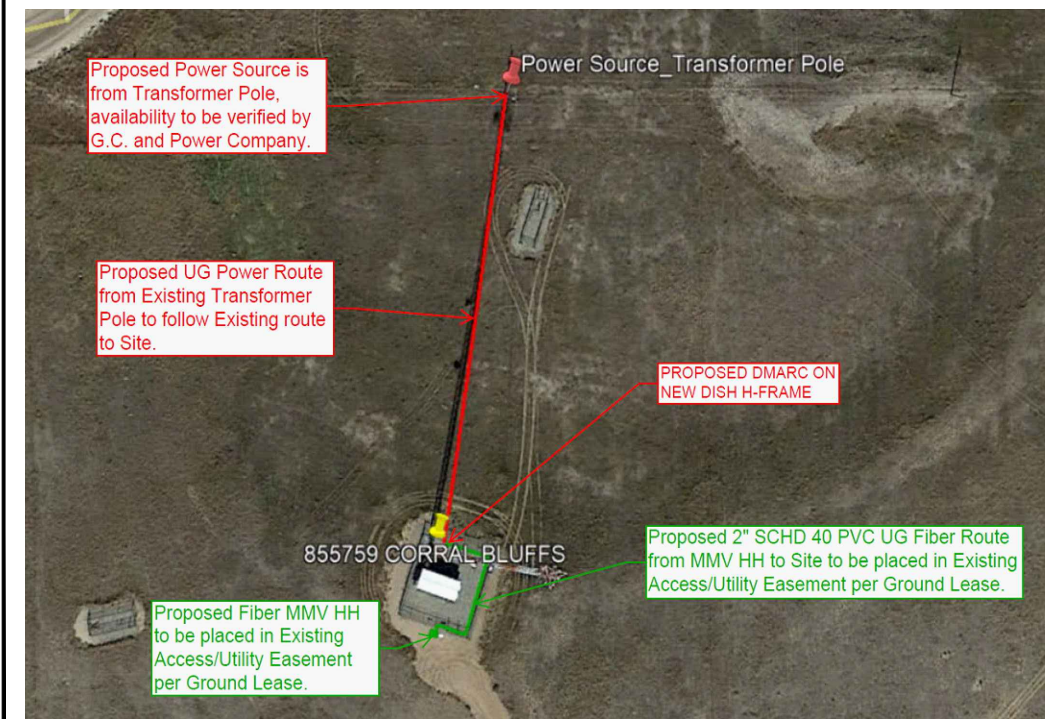 Proposed Power Source is
from Transformer Pole,
availability to be verified by
G.C. and Power Company.
Power Source_Transformer Pole
Proposed UG Power Route
from Existing Transformer
Pole to follow Existing route
to Site.
PROPOSED DMARC ON
NEW DISH H-FRAME
855759 CORRAL BLUFFS
Proposed 2" SCHD 40 PVC UG Fiber Route
from MMV HH to Site to be placed in Existing
Access/Utility Easement per Ground Lease.
Proposed Fiber MMV HH
to be placed in Existing
Access/Utility Easement
per Ground Lease.